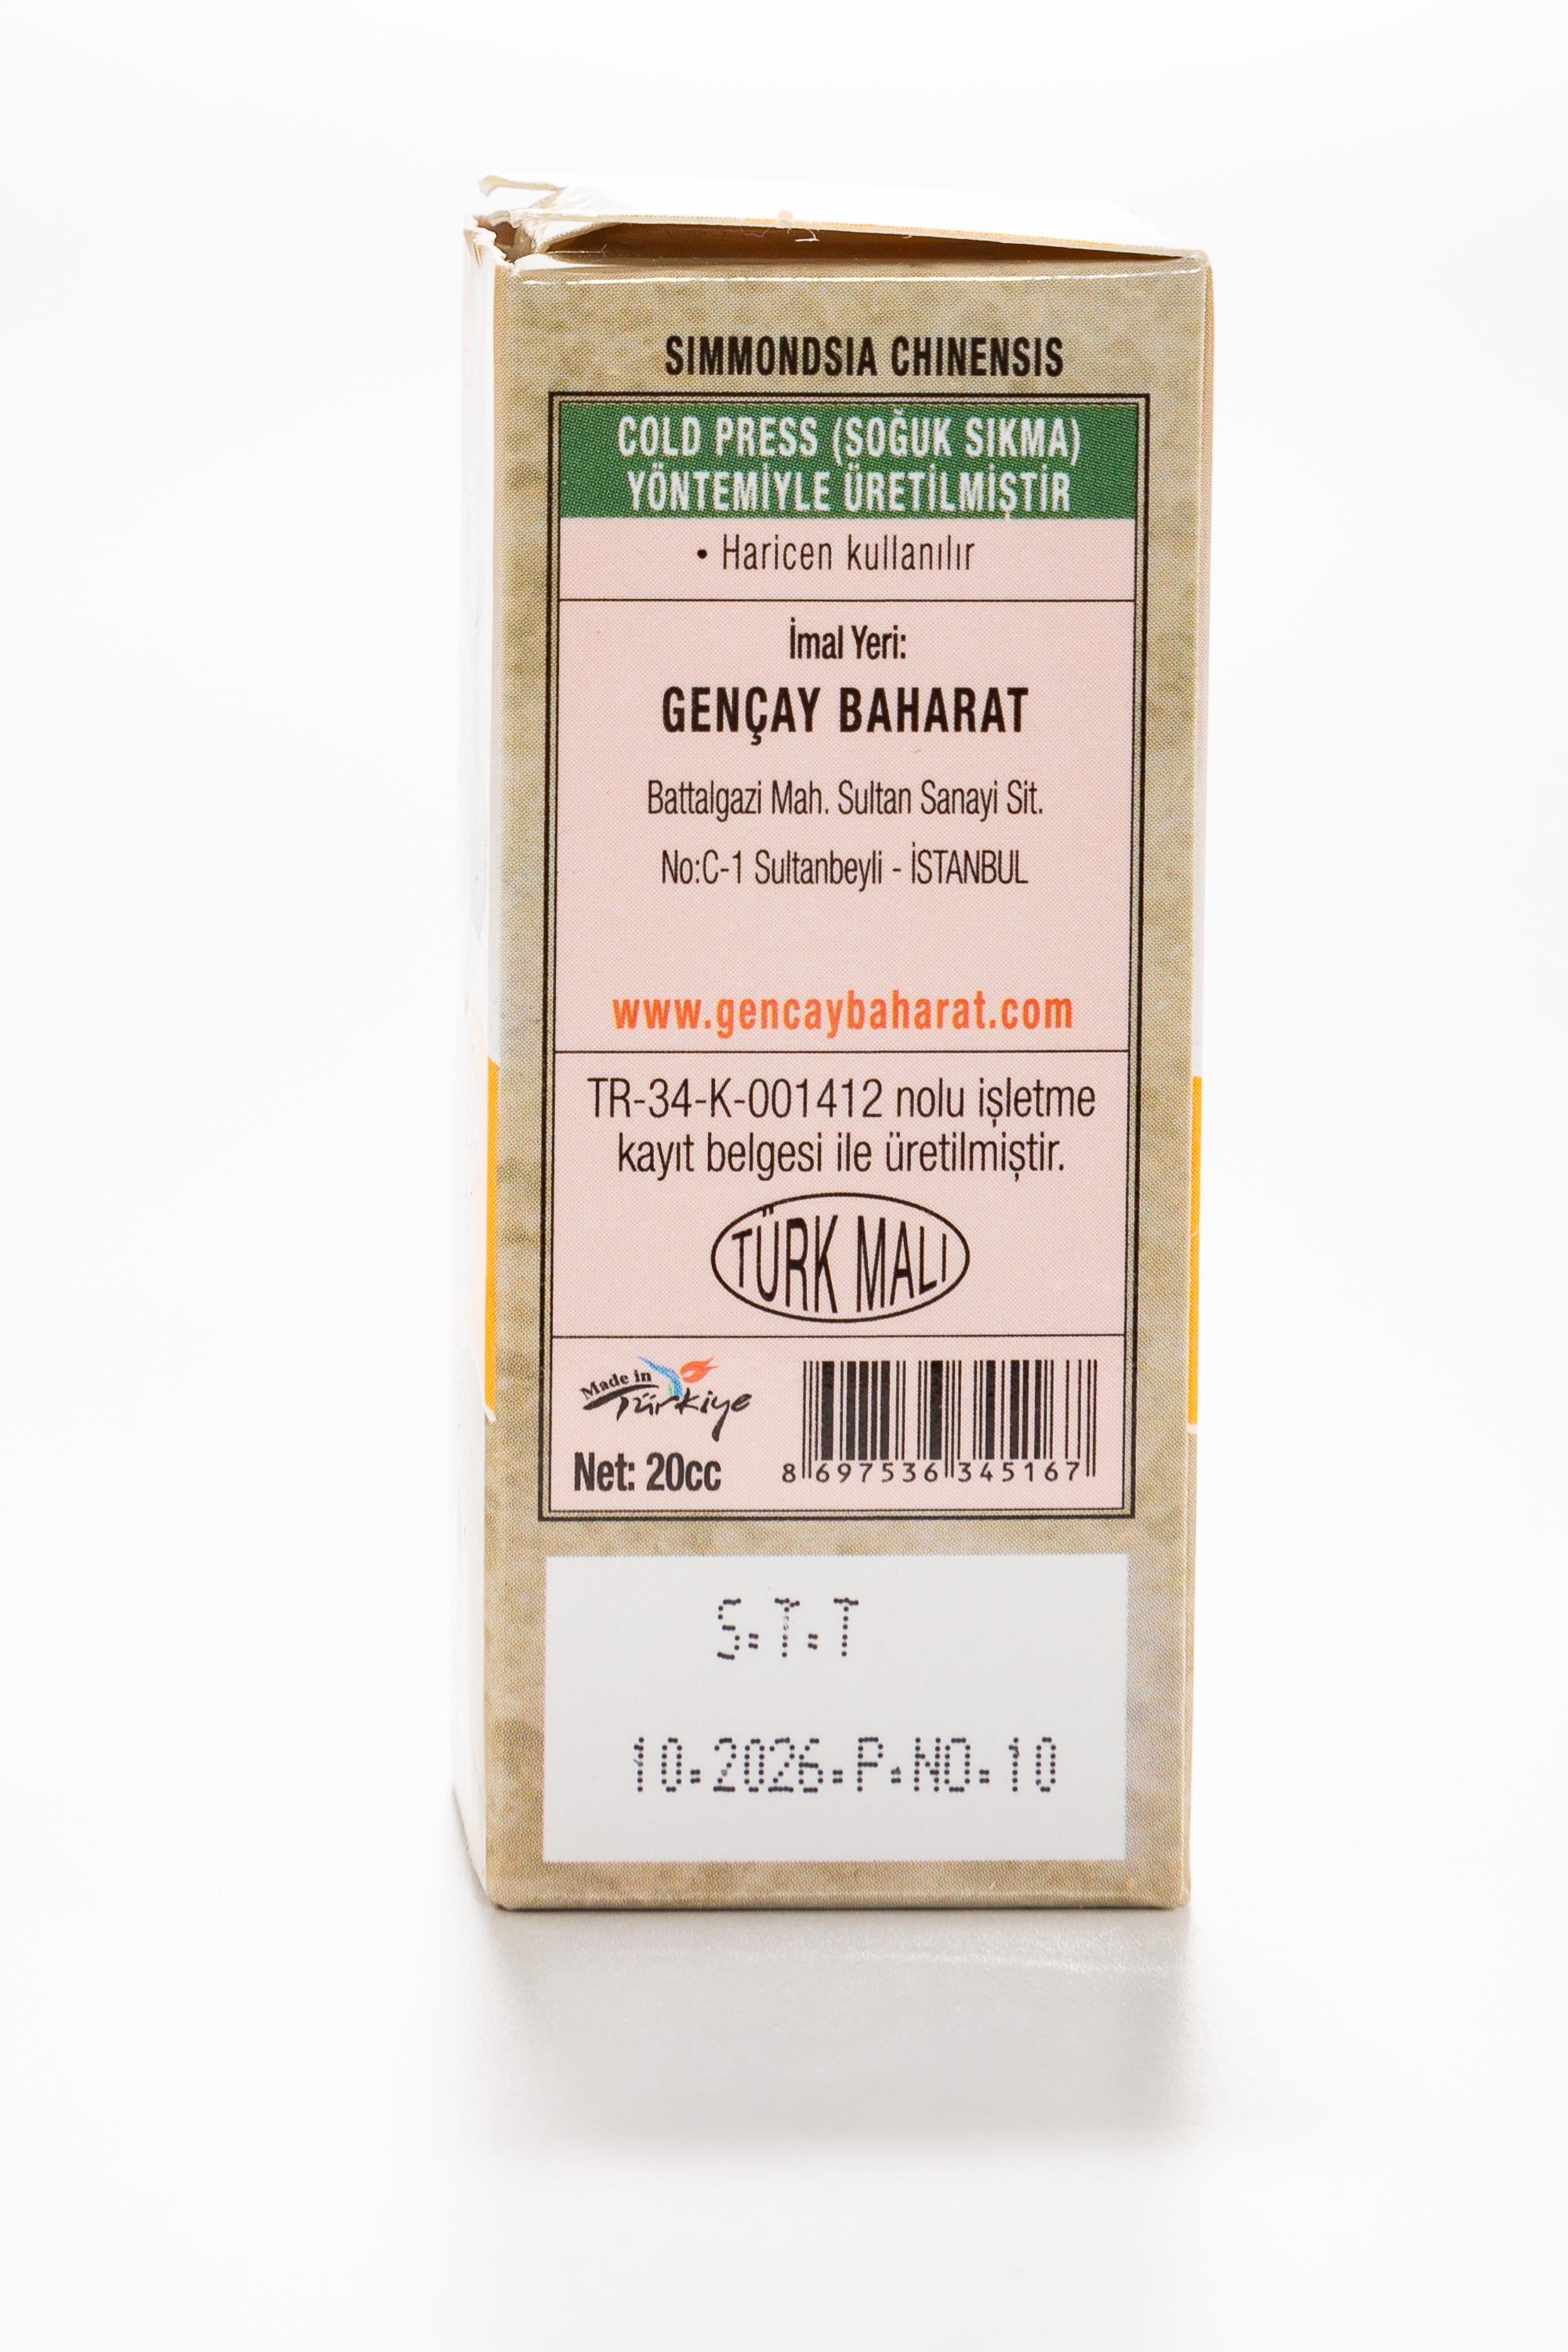 SIMMONDSIA CHINENSIS
COLD PRESS (SOĞUK SIKMA)
YÖNTEMİYLE ÜRETİLMİŞTİR
• Haricen kullanılır
İmal Yeri:
GENÇAY BAHARAT
Battalgazi Mah. Sultan Sanayi Sit.
No:C-1 Sultanbeyli - İSTANBUL
www.gencaybaharat.com
TR-34-K-001412 nolu işletme
kayıt belgesi ile üretilmiştir.
TÜRK MALI
Made in
Türkiye
Net: 20cc
8 697536 345167
S.T.T
10.2026.P.NO.10